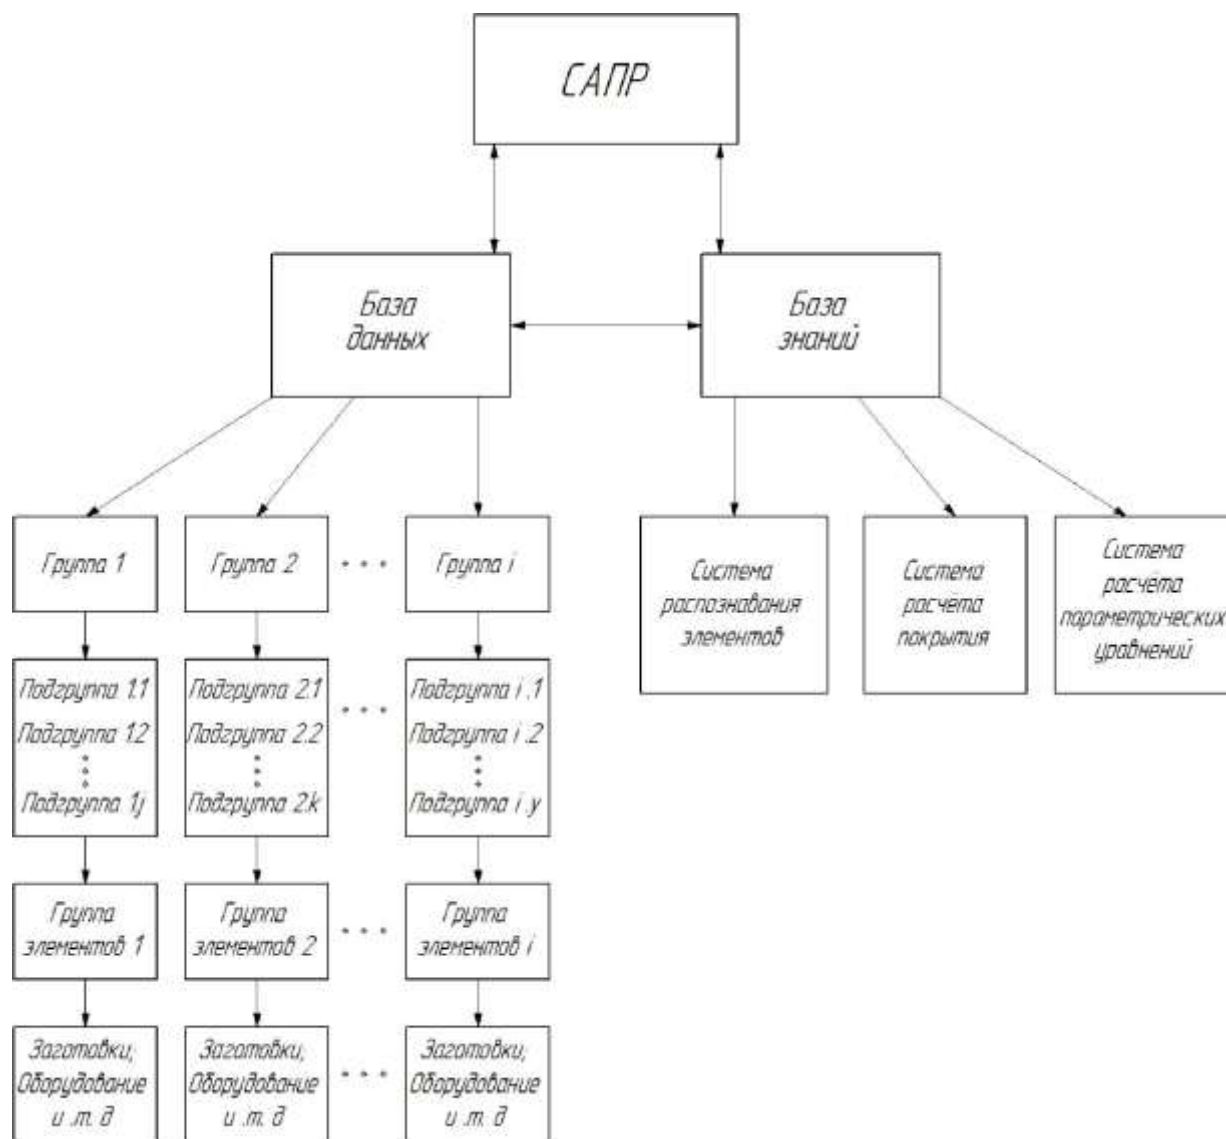 САПР
База
данных
База
знаний
Группа 1
Группа 2
Группа i
Система
распознавания
элементов
Система
расчёта
покрытия
Система
расчёта
параметрических
уравнений
Подгруппа 1.1
Подгруппа 1.2
Подгруппа 1.j
Подгруппа 2.1
Подгруппа 2.2
Подгруппа 2.k
Подгруппа i .1
Подгруппа i .2
Подгруппа i .y
Группа
элементов 1
Группа
элементов 2
Группа
элементов i
Заготовки;
Оборудование
и .т. д
Заготовки;
Оборудование
и .т. д
Заготовки;
Оборудование
и .т. д